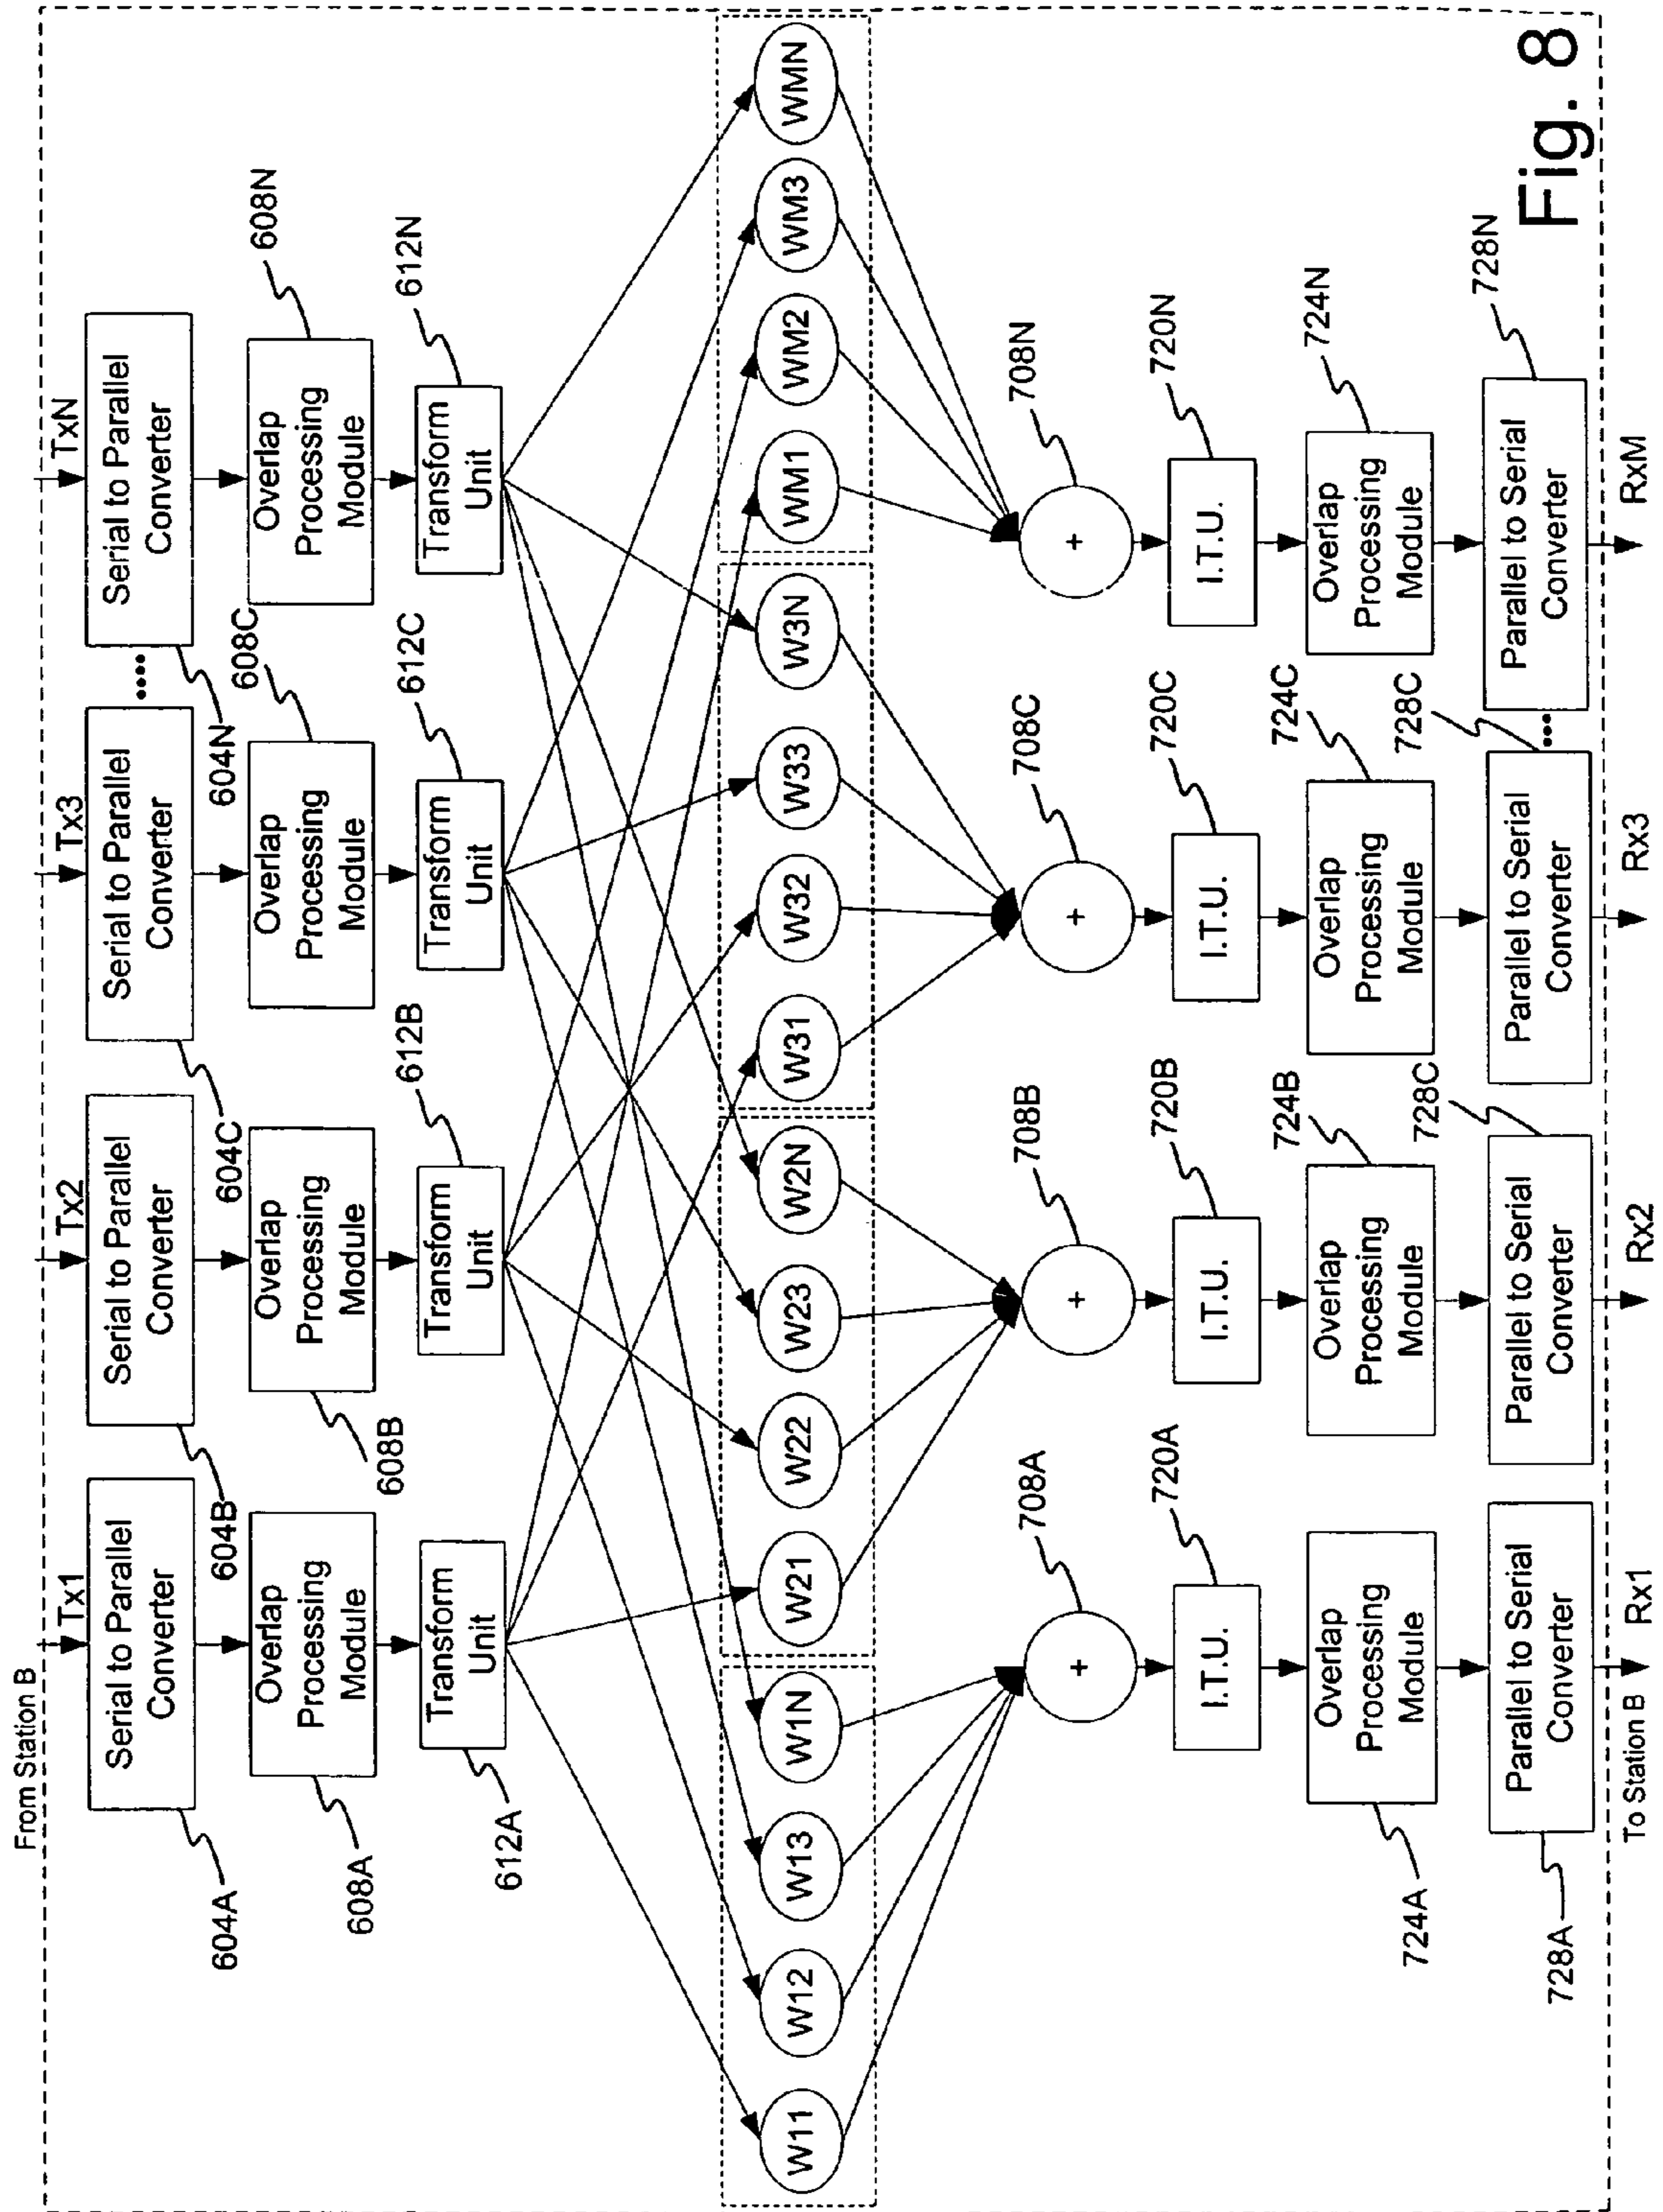 From Station B
Tx1
Tx2
Tx3
TxN
Serial to Parallel
Converter
Serial to Parallel
Converter
Serial to Parallel
Converter
....
Serial to Parallel
Converter
604A
604B
604C
604N
Overlap
Processing
Module
Overlap
Processing
Module
Overlap
Processing
Module
Overlap
Processing
Module
608A
608B
608C
608N
Transform
Unit
Transform
Unit
Transform
Unit
Transform
Unit
612A
612B
612C
612N
W11
W12
W13
W1N
W21
W22
W23
W2N
W31
W32
W33
W3N
WM1
WM2
WM3
WMN
708A
708B
708C
708N
+
+
+
+
720A
720B
720C
720N
I.T.U.
I.T.U.
I.T.U.
I.T.U.
724A
724B
724C
724N
Overlap
Processing
Module
Overlap
Processing
Module
Overlap
Processing
Module
Overlap
Processing
Module
728A
728C
728C
728N
Parallel to Serial
Converter
Parallel to Serial
Converter
Parallel to Serial
Converter
....
Parallel to Serial
Converter
To Station B
Rx1
Rx2
Rx3
RxM
Fig. 8